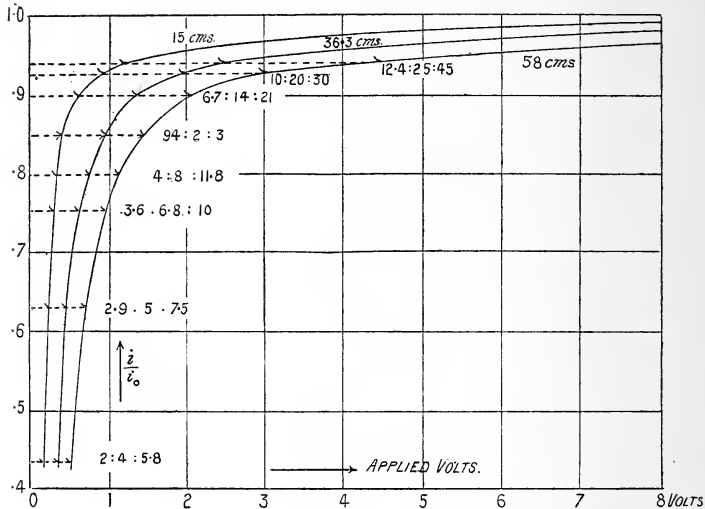 1.0
15 cms.
36.3 cms.
58 cms
12.4:25:45
10:20:30
.9
6.7:14:21
94:2:3
.8
4:8:11.8
3.6.6.8:10
.7
2.9.5.7.5
.6
i/i₀
.5
2:4:5.8
APPLIED VOLTS.
.4
0 1 2 3 4 5 6 7 8 VOLTS